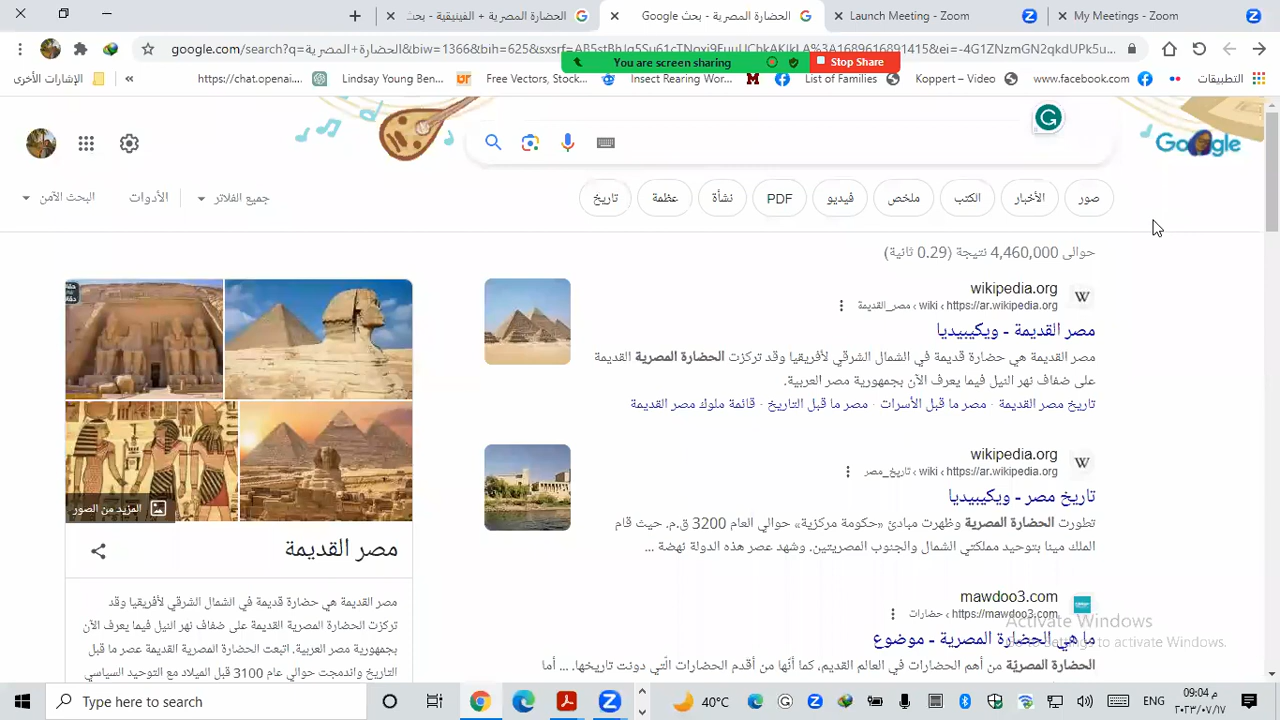 الحضارة المصرية + الفينيقية - بحث
الحضارة المصرية - بحث Google
Launch Meeting - Zoom
My Meetings - Zoom
google.com/search?q=الحضارة+المصرية&biw=1366&bih=625&sxsrf=
You are screen sharing
Stop Share
الإشارات الأخرى
»
https://chat.openai...
Lindsay Young Ben...
Free Vectors, Stock...
Insect Rearing Wor...
List of Families
Koppert – Video
www.facebook.com
التطبيقات
Google
صور
الأخبار
الكتب
ملخص
فيديو
PDF
نشأة
عظمة
تاريخ
جميع الفلاتر
الأدوات
البحث الآمن
حوالى 4,460,000 نتيجة (0.29 ثانية)
wikipedia.org
https://ar.wikipedia.org › wiki › مصر_القديمة
مصر القديمة - ويكيبيديا
مصر القديمة هي حضارة قديمة في الشمال الشرقي لأفريقيا وقد تركزت الحضارة المصرية القديمة
على ضفاف نهر النيل فيما يعرف الآن بجمهورية مصر العربية.
تاريخ مصر القديمة · مصر ما قبل الأسرات · مصر ما قبل التاريخ · قائمة ملوك مصر القديمة
wikipedia.org
https://ar.wikipedia.org › wiki › تاريخ_مصر
تاريخ مصر - ويكيبيديا
تطورت الحضارة المصرية وظهرت مبادئ «حكومة مركزية» حوالي العام 3200 ق.م. حيث قام
الملك مينا بتوحيد مملكتي الشمال والجنوب المصريتين. وشهد عصر هذه الدولة نهضة ...
mawdoo3.com
https://mawdoo3.com › حضارات
ما هي الحضارة المصرية - موضوع
الحضارة المصريّة من أهم الحضارات في العالم القديم، كما أنّها من أقدم الحضارات الّتي دونت تاريخها. ... أما
المزيد من الصور
مصر القديمة
مصر القديمة هي حضارة قديمة في الشمال الشرقي لأفريقيا وقد
تركزت الحضارة المصرية القديمة على ضفاف نهر النيل فيما يعرف الآن
بجمهورية مصر العربية. اتبعت الحضارة المصرية القديمة عصر ما قبل
التاريخ واندمجت حوالي عام 3100 قبل الميلاد مع التوحيد السياسي
Activate Windows
Go to Settings to activate Windows.
Type here to search
40°C
ENG
09:04 م
٢٠٢٣/٠٧/١٧